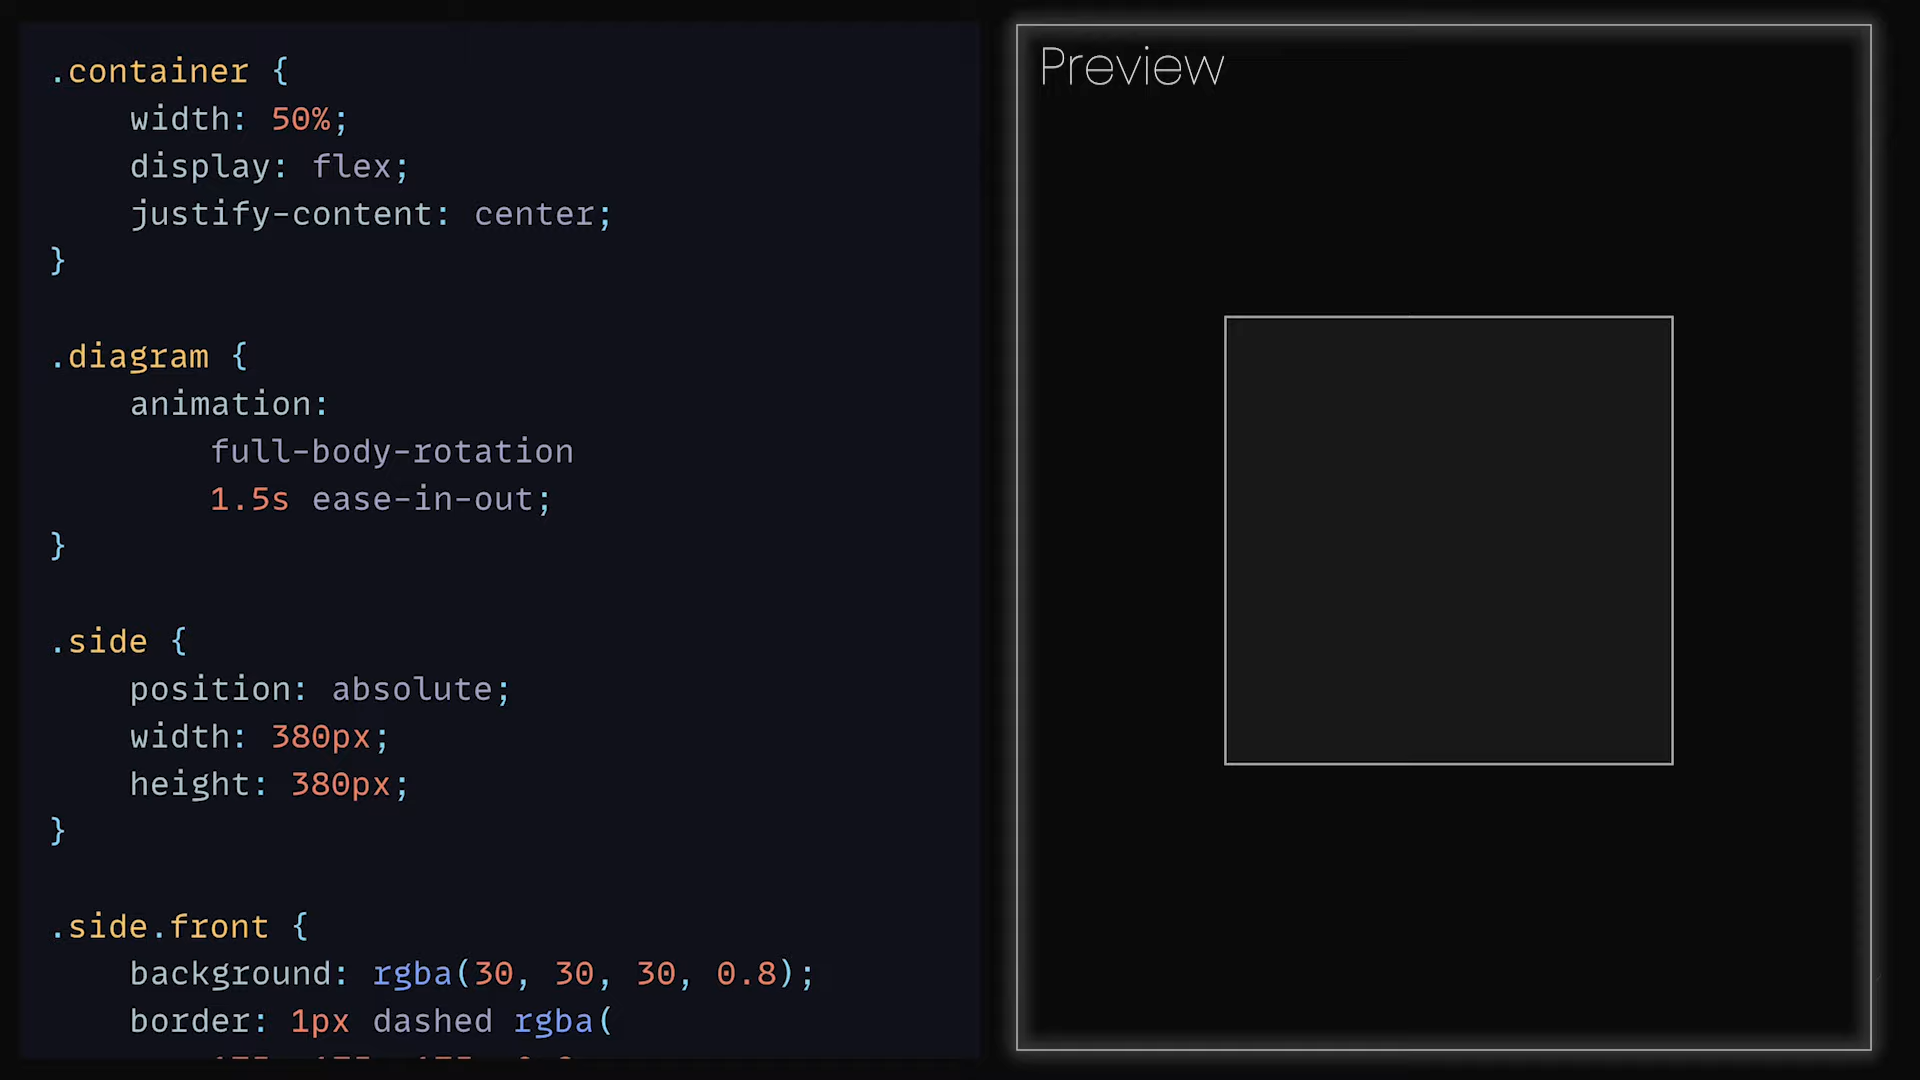 .container {
width: 50%;
display: flex;
justify-content: center;
}
.diagram {
animation:
full-body-rotation
1.5s ease-in-out;
}
.side {
position: absolute;
width: 380px;
height: 380px;
}
.side.front {
background: rgba(30, 30, 30, 0.8);
border: 1px dashed rgba(
Preview